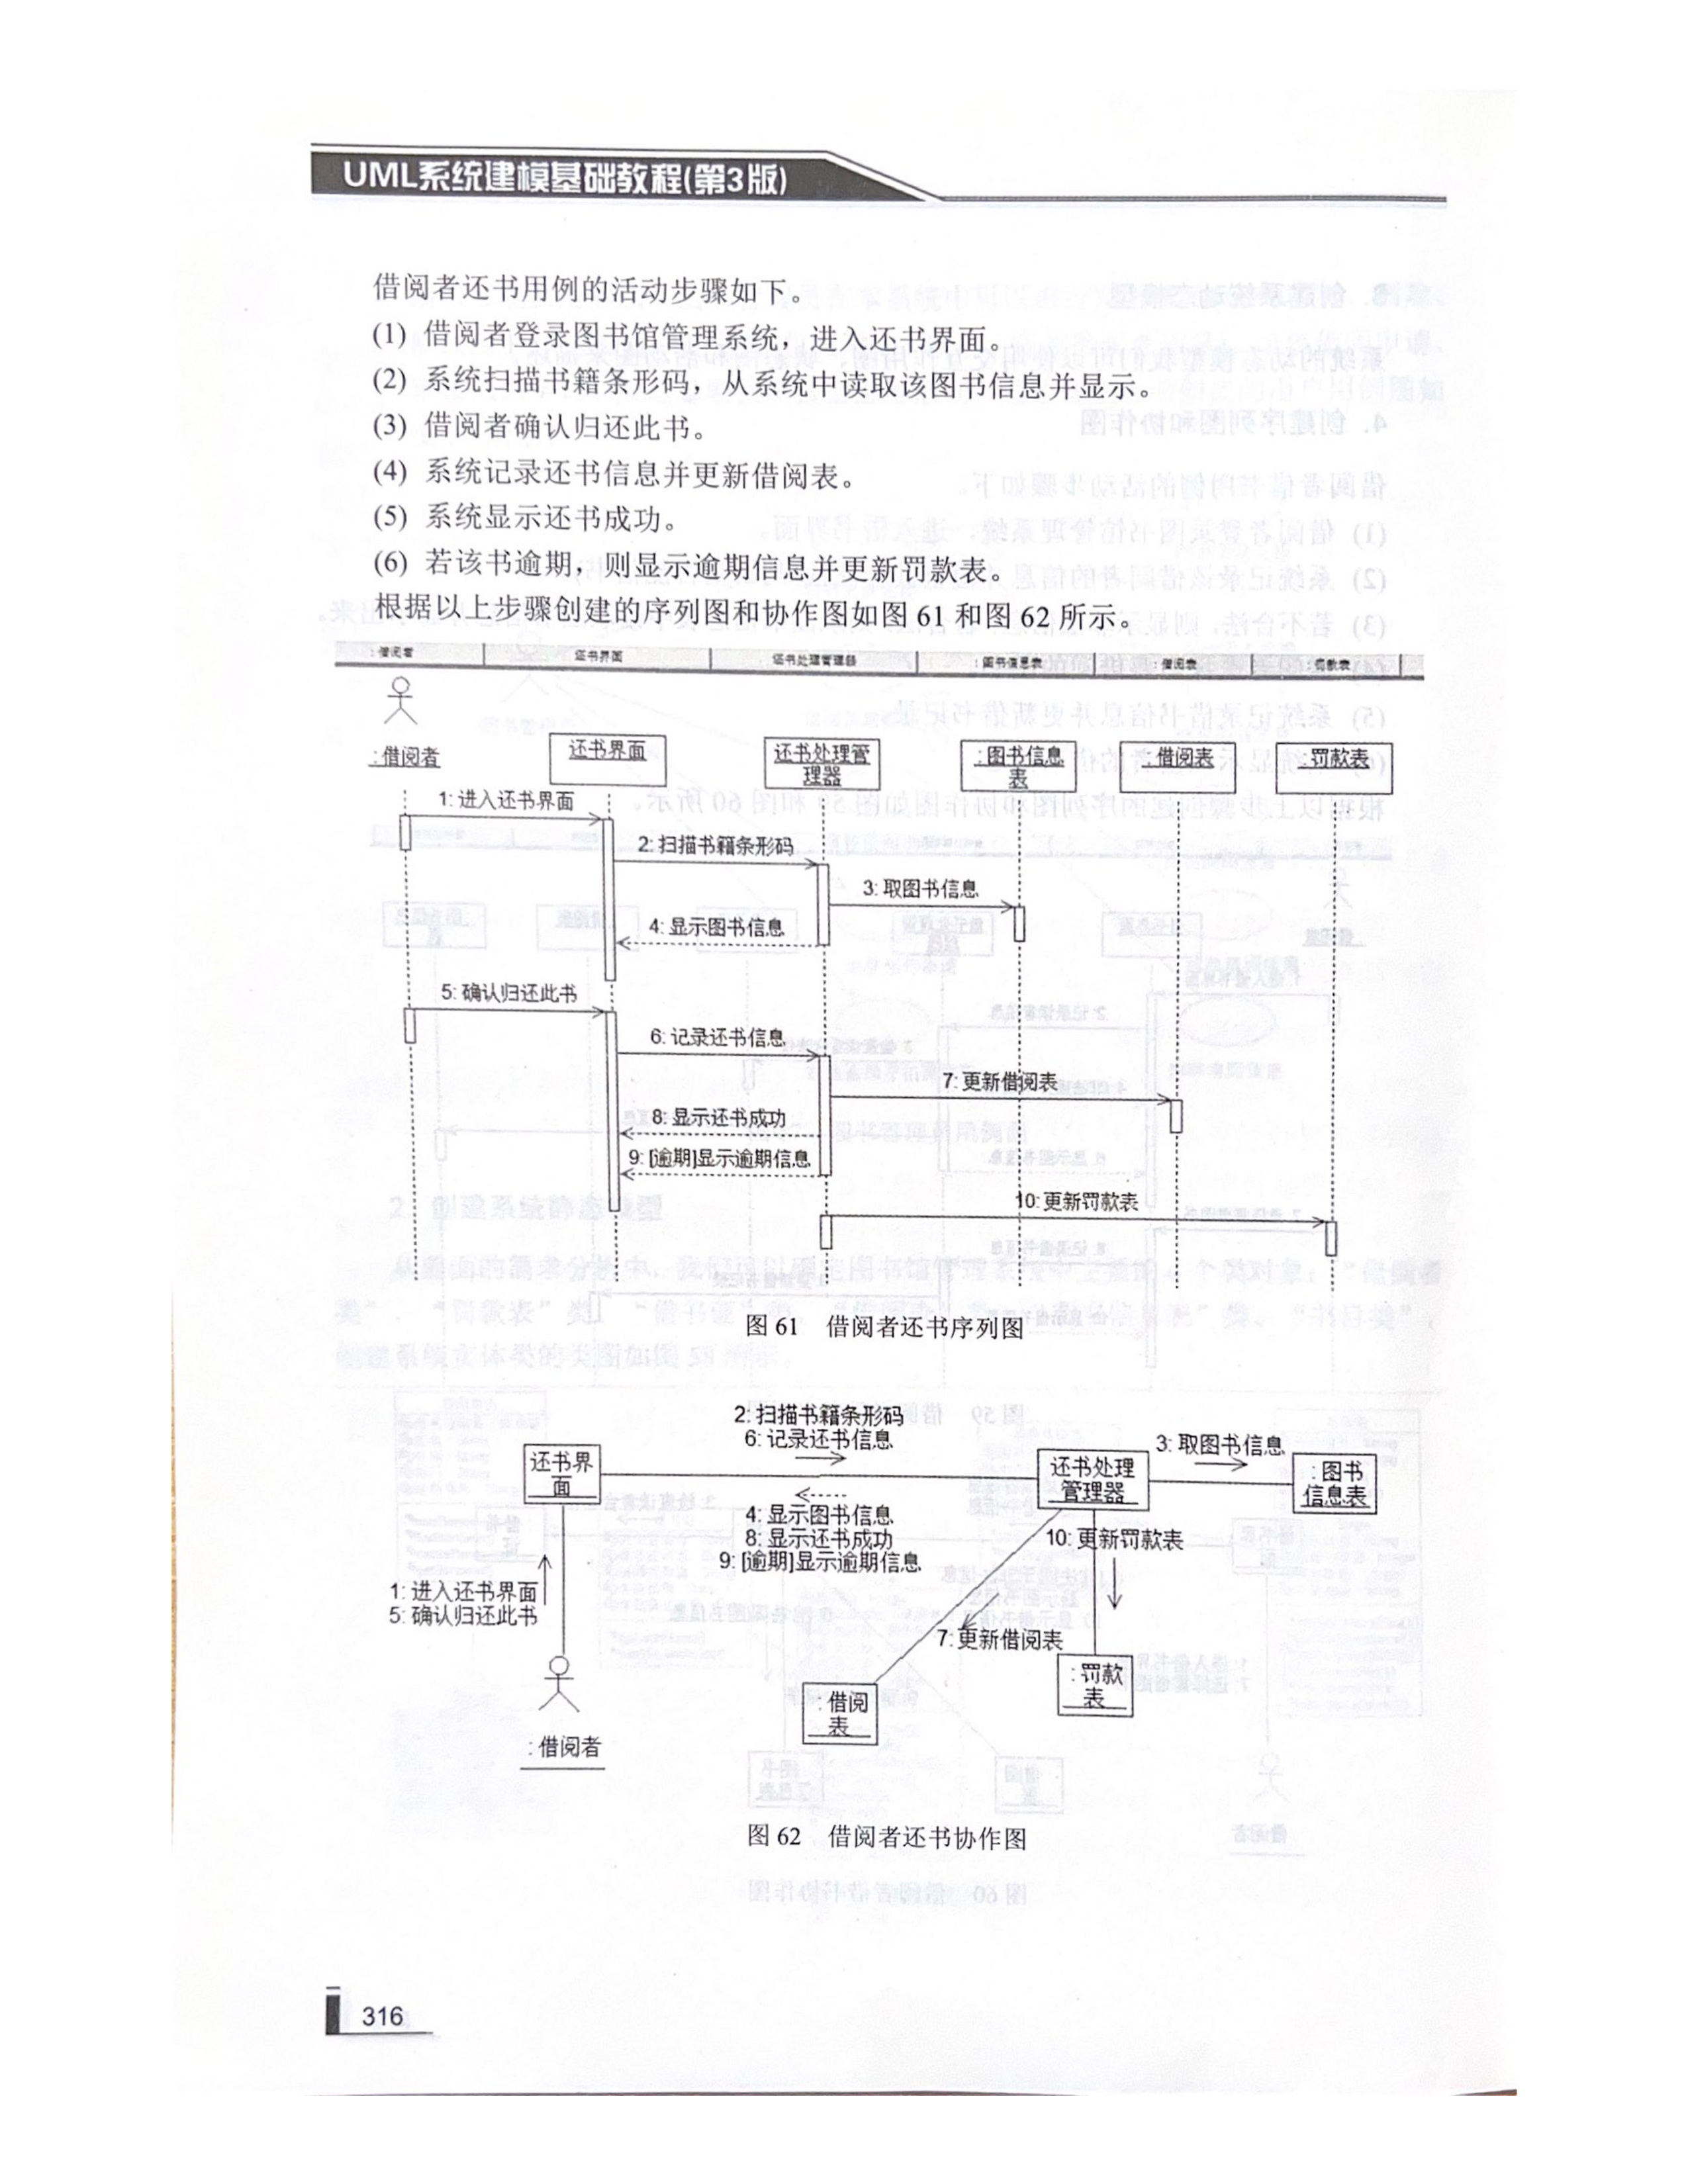 UML系统建模基础教程(第3版)
借阅者还书用例的活动步骤如下。
(1) 借阅者登录图书馆管理系统，进入还书界面。
(2) 系统扫描书籍条形码，从系统中读取该图书信息并显示。
(3) 借阅者确认归还此书。
(4) 系统记录还书信息并更新借阅表。
(5) 系统显示还书成功。
(6) 若该书逾期，则显示逾期信息并更新罚款表。
根据以上步骤创建的序列图和协作图如图 61 和图 62 所示。
: 借阅者 还书界面 还书处理管理器 : 图书信息表 : 借阅表 : 罚款表
: 借阅者
还书界面
还书处理管
理器
: 图书信息
表
: 借阅表
: 罚款表
1: 进入还书界面
2: 扫描书籍条形码
3: 取图书信息
4: 显示图书信息
5: 确认归还此书
6: 记录还书信息
7: 更新借阅表
8: 显示还书成功
9: [逾期]显示逾期信息
10: 更新罚款表
图 61 借阅者还书序列图
2: 扫描书籍条形码
6: 记录还书信息
3: 取图书信息
还书界
面
还书处理
管理器
: 图书
信息表
4: 显示图书信息
8: 显示还书成功
9: [逾期]显示逾期信息
10: 更新罚款表
1: 进入还书界面
5: 确认归还此书
7: 更新借阅表
: 罚款
表
: 借阅
表
: 借阅者
图 62 借阅者还书协作图
316